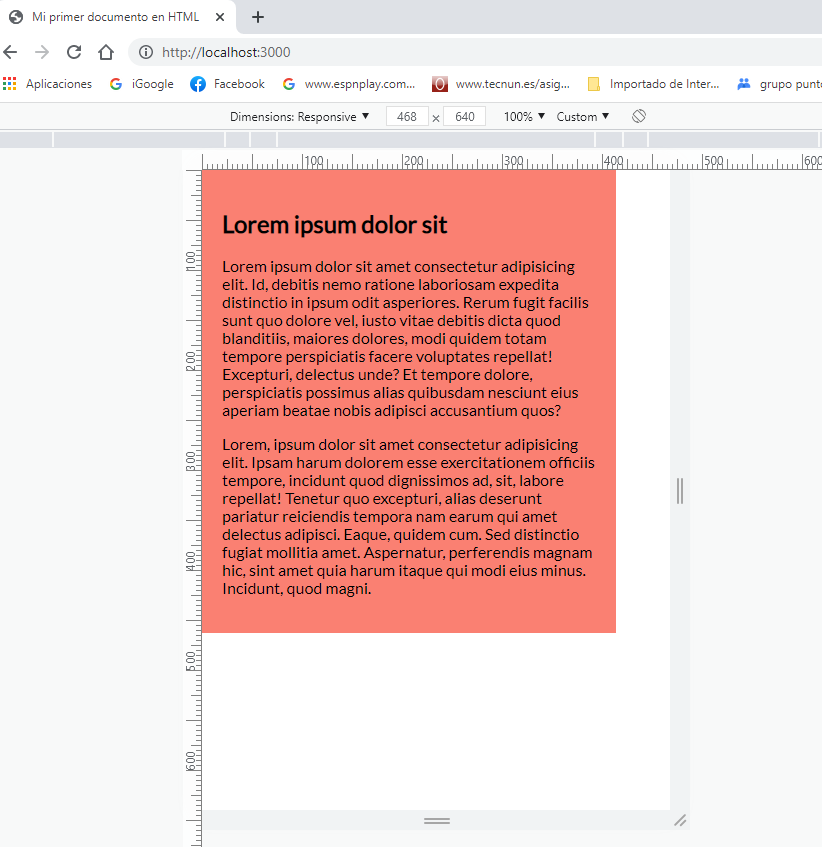 Mi primer documento en HTML
http://localhost:3000
Aplicaciones iGoogle Facebook www.espnplay.com... www.tecnun.es/asig... Importado de Inter... grupo punto
Dimensions: Responsive 468 × 640 100% Custom
100 200 300 400 500 600
Lorem ipsum dolor sit
Lorem ipsum dolor sit amet consectetur adipisicing
elit. Id, debitis nemo ratione laboriosam expedita
distinctio in ipsum odit asperiores. Rerum fugit facilis
sunt quo dolore vel, iusto vitae debitis dicta quod
blanditiis, maiores dolores, modi quidem totam
tempore perspiciatis facere voluptates repellat!
Excepturi, delectus unde? Et tempore dolore,
perspiciatis possimus alias quibusdam nesciunt eius
aperiam beatae nobis adipisci accusantium quos?
Lorem, ipsum dolor sit amet consectetur adipisicing
elit. Ipsam harum dolorem esse exercitationem officiis
tempore, incidunt quod dignissimos ad, sit, labore
repellat! Tenetur quo excepturi, alias deserunt
pariatur reiciendis tempora nam earum qui amet
delectus adipisci. Eaque, quidem cum. Sed distinctio
fugiat mollitia amet. Aspernatur, perferendis magnam
hic, sint amet quia harum itaque qui modi eius minus.
Incidunt, quod magni.
100
200
300
400
500
600